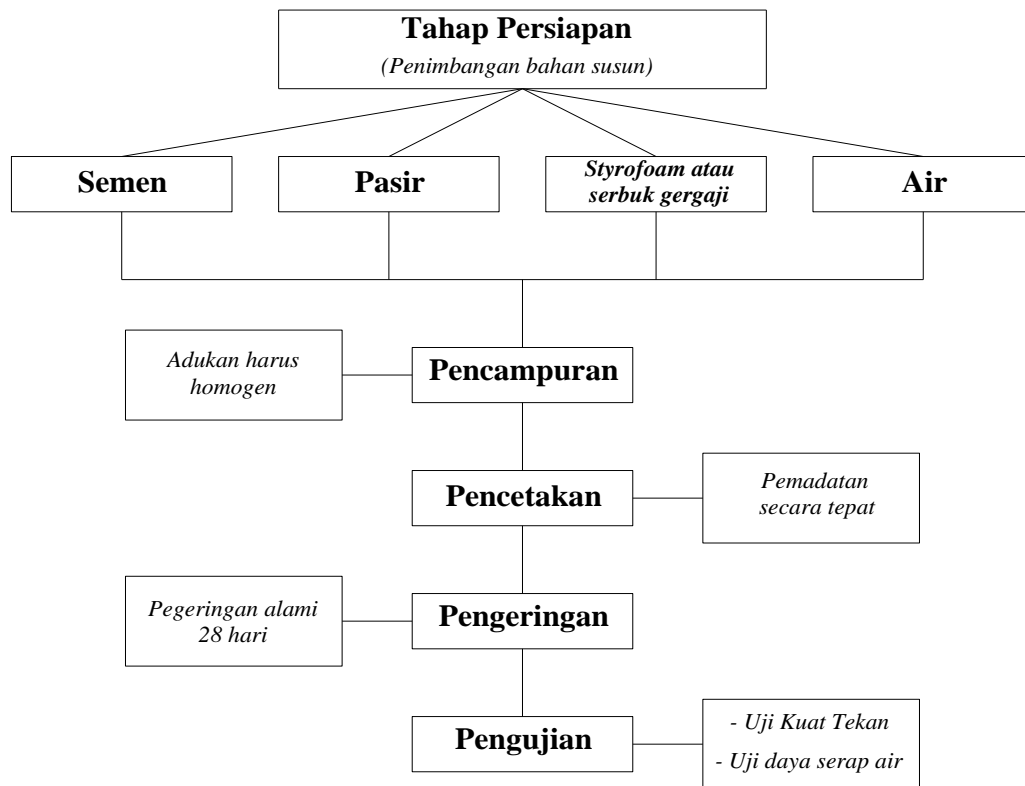 Tahap Persiapan
(Penimbangan bahan susun)
Semen
Pasir
Styrofoam atau
serbuk gergaji
Air
Adukan harus
homogen
Pencampuran
Pencetakan
Pemadatan
secara tepat
Pegeringan alami
28 hari
Pengeringan
Pengujian
- Uji Kuat Tekan
- Uji daya serap air